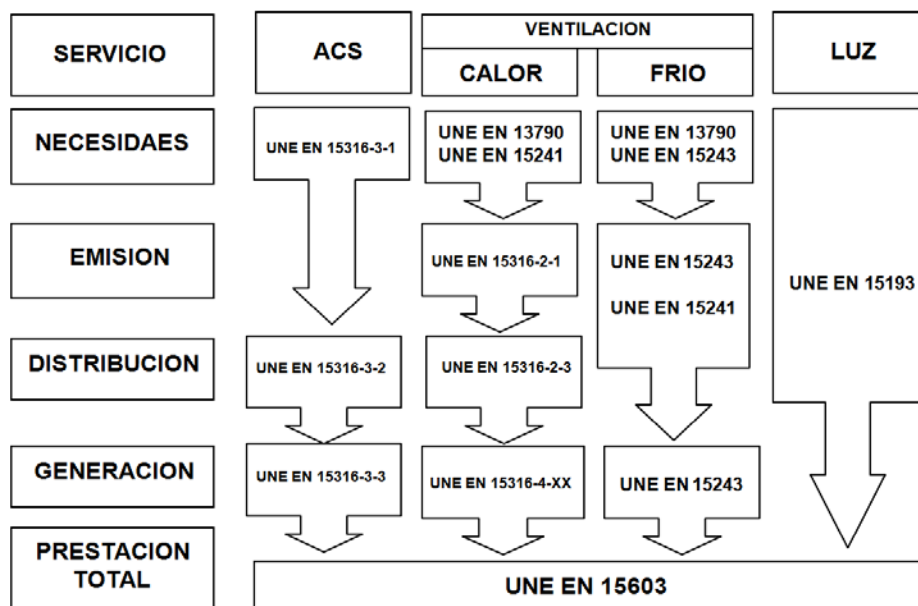 SERVICIO
ACS
VENTILACION
CALOR
FRIO
LUZ
NECESIDAES
UNE EN 15316-3-1
UNE EN 13790
UNE EN 15241
UNE EN 13790
UNE EN 15243
EMISION
UNE EN 15316-2-1
UNE EN 15243
UNE EN 15241
UNE EN 15193
DISTRIBUCION
UNE EN 15316-3-2
UNE EN 15316-2-3
GENERACION
UNE EN 15316-3-3
UNE EN 15316-4-XX
UNE EN 15243
PRESTACION
TOTAL
UNE EN 15603